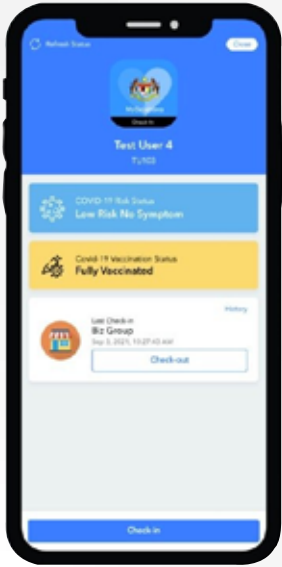 Refresh Status
Close
MySejahtera
Check-in
Test User 4
COVID-19 Risk Status
Low Risk No Symptom
Covid-19 Vaccination Status
Fully Vaccinated
History
Last Check-in
Biz Group
Sep 3, 2021, 10:27:43 AM
Check-out
Check-in